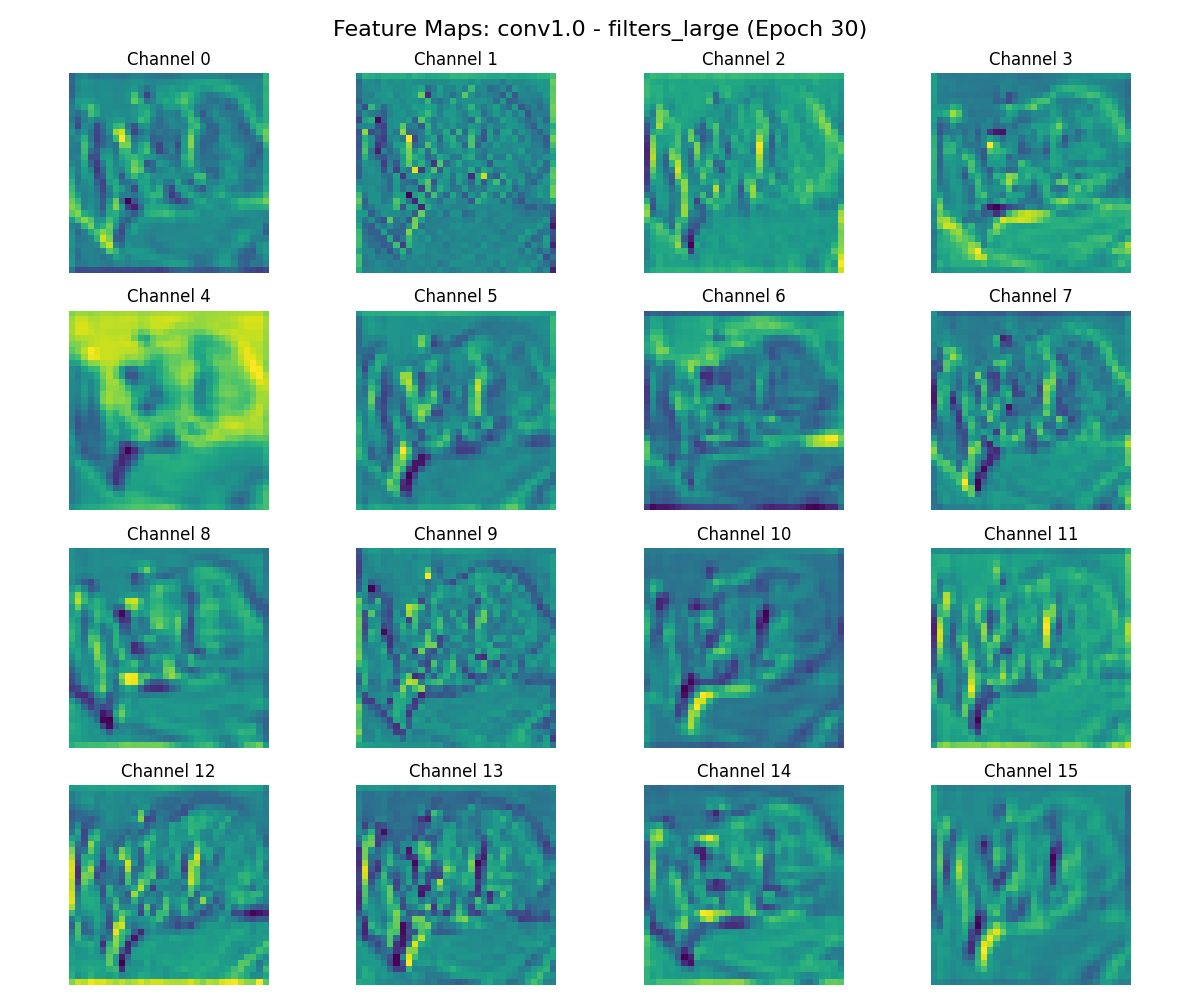 Feature Maps: conv1.0 - filters_large (Epoch 30)
Channel 0 Channel 1 Channel 2 Channel 3
Channel 4 Channel 5 Channel 6 Channel 7
Channel 8 Channel 9 Channel 10 Channel 11
Channel 12 Channel 13 Channel 14 Channel 15